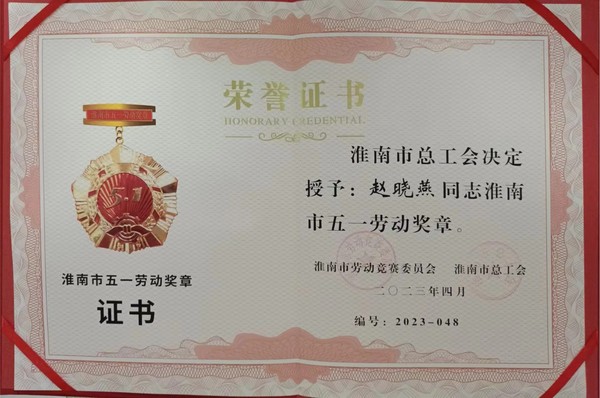 荣誉证书
HONORARY CREDENTIAL
5.1
淮南市五一劳动奖章
证书
淮南市总工会决定
授予：赵晓燕同志淮南
市五一劳动奖章。
淮南市劳动竞赛委员会 淮南市总工会
二〇二三年四月
编号：2023-048